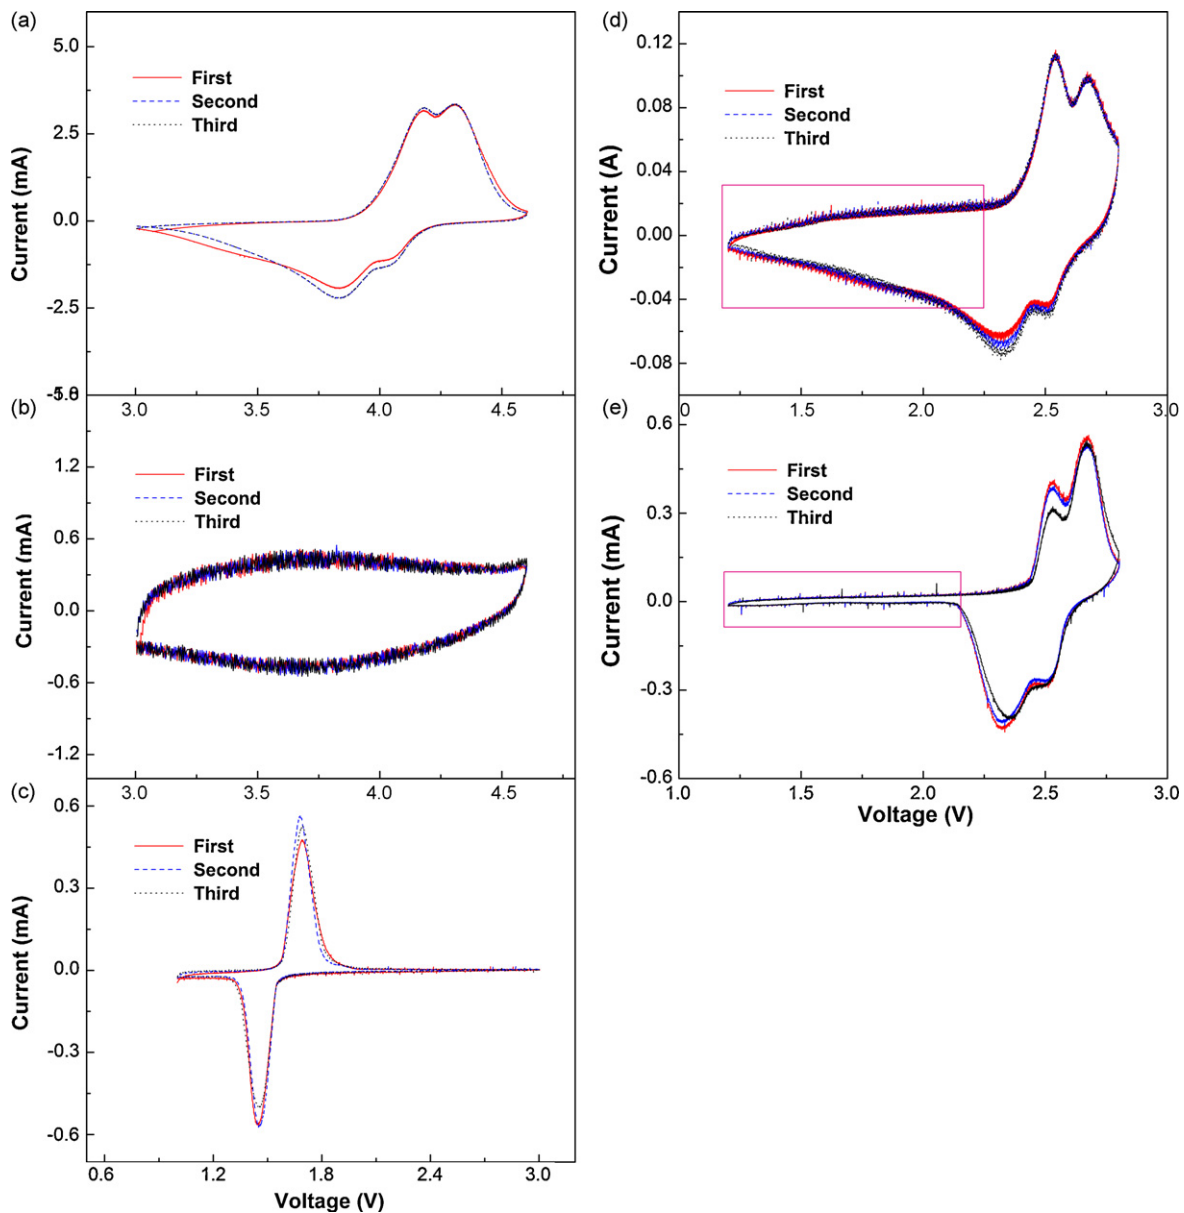 (a)
5.0
2.5
0.0
-2.5
Current (mA)
First
Second
Third
3.0 3.5 4.0 4.5
(b)
1.2
0.6
0.0
-0.6
-1.2
Current (mA)
First
Second
Third
3.0 3.5 4.0 4.5
(c)
0.6
0.3
0.0
-0.3
-0.6
Current (mA)
First
Second
Third
0.6 1.2 1.8 2.4 3.0
Voltage (V)
(d)
0.12
0.08
0.04
0.00
-0.04
-0.08
Current (A)
First
Second
Third
1.5 2.0 2.5 3.0
(e)
0.6
0.3
0.0
-0.3
-0.6
Current (mA)
First
Second
Third
1.0 1.5 2.0 2.5 3.0
Voltage (V)